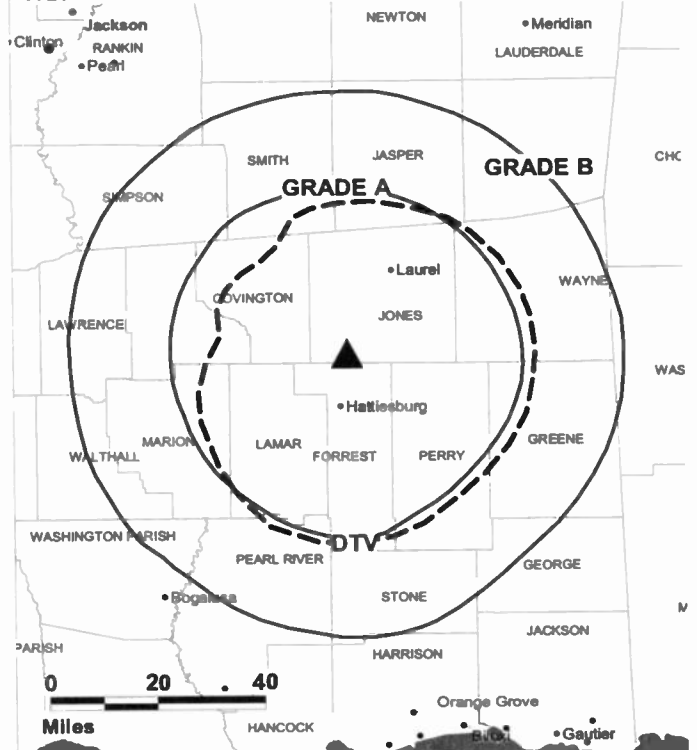 NEWTON
Jackson
Meridian
Clinton
RANKIN
LAUDERDALE
Pearl
SMITH
JASPER
CHO
GRADE B
GRADE A
SIMPSON
Laurel
WAYNE
COVINGTON
JONES
LAWRENCE
WAS
Hattiesburg
MARION
LAMAR
GREENE
WALTHALL
FORREST
PERRY
WASHINGTON PARISH
DTV
PEARL RIVER
GEORGE
Bogalusa
STONE
JACKSON
PARISH
HARRISON
0 20 40
Miles
Orange Grove
HANCOCK
Gautier